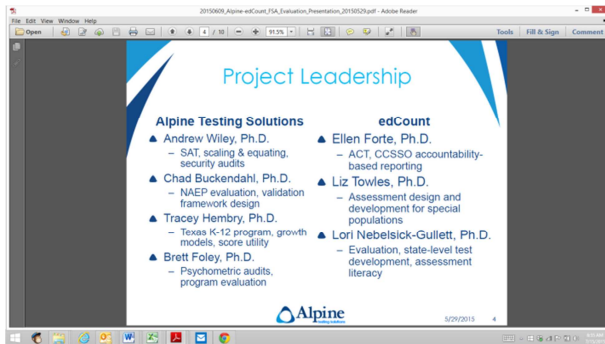 20150609_Alpine-edCount_FSA_Evaluation_Presentation_20150529.pdf - Adobe Reader
File Edit View Window Help
Open 4 / 10 91.5% Tools Fill & Sign Comment
Project Leadership
Alpine Testing Solutions
Andrew Wiley, Ph.D.
– SAT, scaling & equating,
security audits
Chad Buckendahl, Ph.D.
– NAEP evaluation, validation
framework design
Tracey Hembry, Ph.D.
– Texas K-12 program, growth
models, score utility
Brett Foley, Ph.D.
– Psychometric audits,
program evaluation
edCount
Ellen Forte, Ph.D.
– ACT, CCSSO accountability-
based reporting
Liz Towles, Ph.D.
– Assessment design and
development for special
populations
Lori Nebelsick-Gullett, Ph.D.
– Evaluation, state-level test
development, assessment
literacy
Alpine
5/29/2015 4